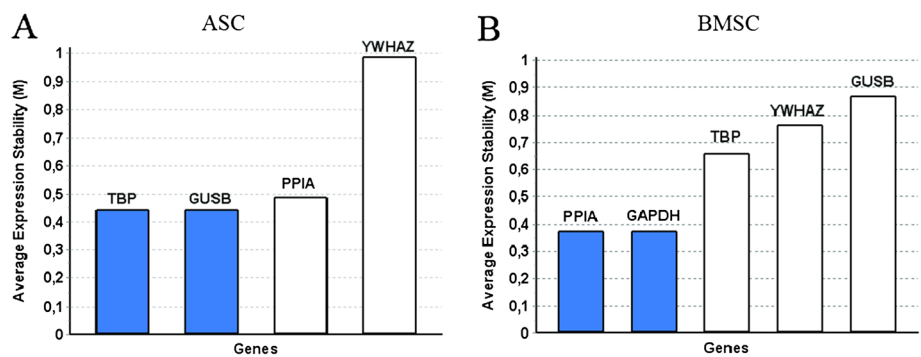 A
ASC
Average Expression Stability (M)
1
0,9
0,8
0,7
0,6
0,5
0,4
0,3
0,2
0,1
0
TBP
GUSB
PPIA
YWHAZ
Genes
B
BMSC
Average Expression Stability (M)
1
0,9
0,8
0,7
0,6
0,5
0,4
0,3
0,2
0,1
0
PPIA
GAPDH
TBP
YWHAZ
GUSB
Genes